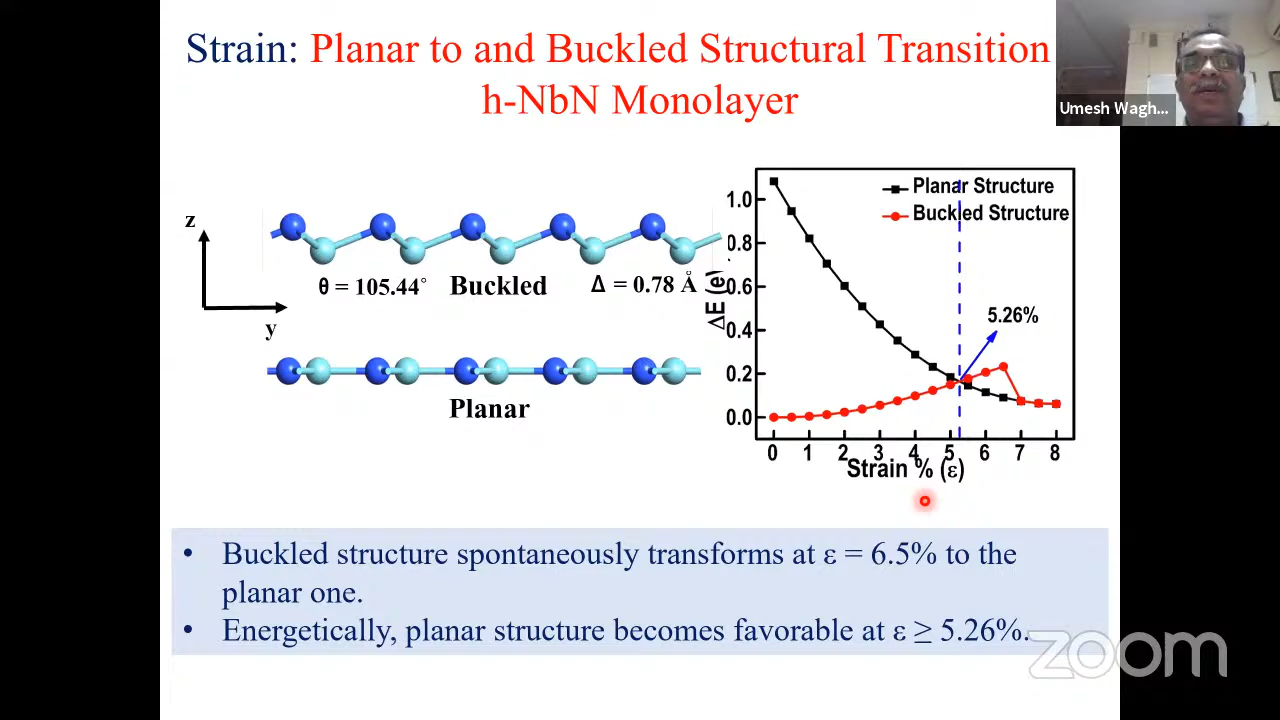 Strain: Planar to and Buckled Structural Transition
h-NbN Monolayer
Umesh Wagh...
z
y
θ = 105.44°
Buckled
Δ = 0.78 Å
Planar
Planar Structure
Buckled Structure
1.0
0.8
0.6
0.4
0.2
0.0
ΔE (e
5.26%
0 1 2 3 4 5 6 7 8
Strain % (ε)
• Buckled structure spontaneously transforms at ε = 6.5% to the
planar one.
• Energetically, planar structure becomes favorable at ε ≥ 5.26%.
zoom